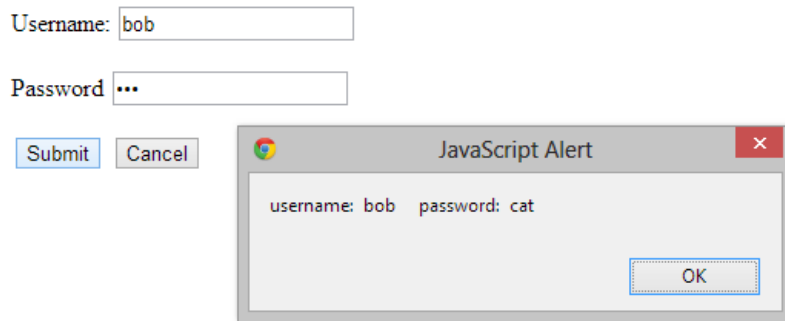 Username: bob
Password •••
Submit Cancel
JavaScript Alert
username: bob password: cat
OK